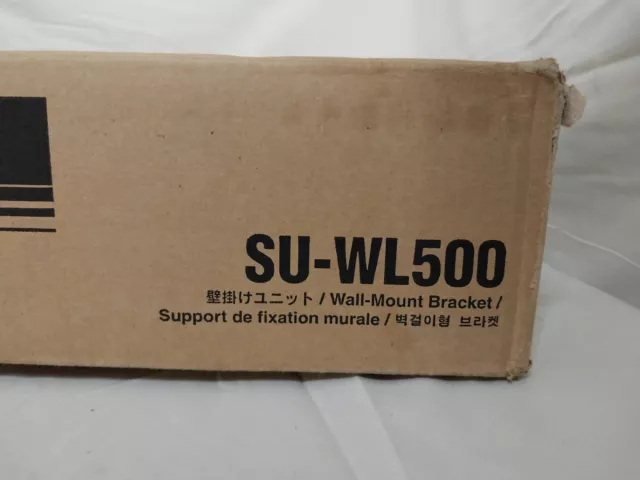 SU-WL500
壁掛けユニット / Wall-Mount Bracket /
Support de fixation murale / 벽걸이형 브라켓